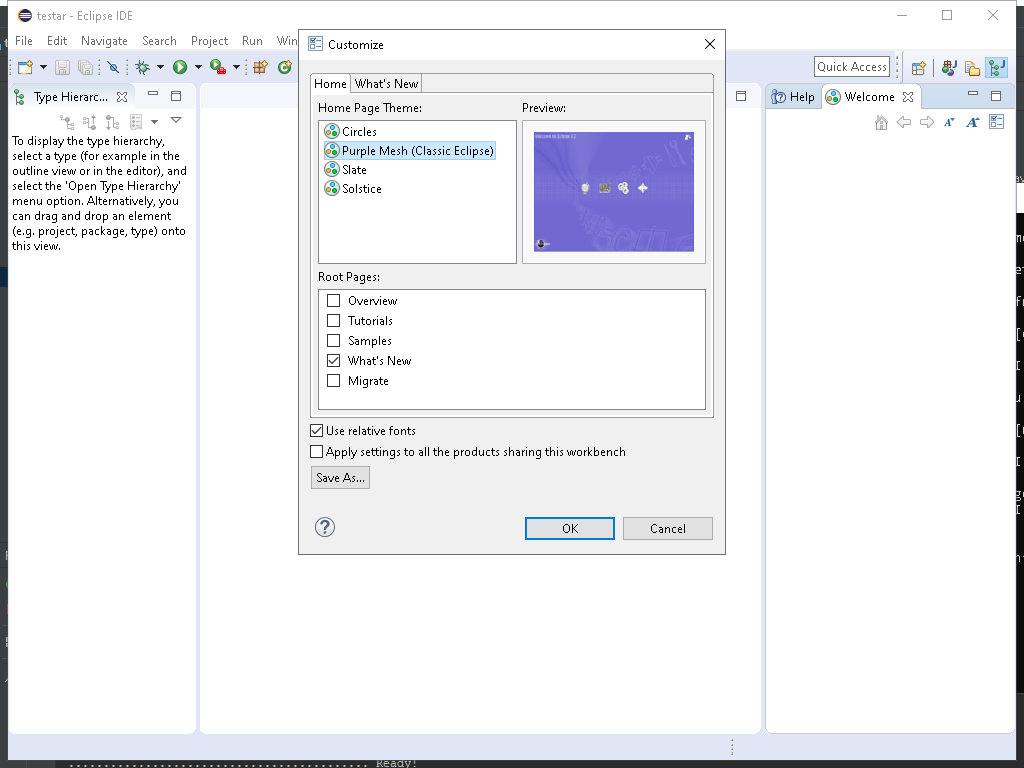 testar - Eclipse IDE
File Edit Navigate Search Project Run
Quick Access
Type Hierarc...
To display the type hierarchy,
select a type (for example in the
outline view or in the editor), and
select the 'Open Type Hierarchy'
menu option. Alternatively, you
can drag and drop an element
(e.g. project, package, type) onto
this view.
Customize
Home What's New
Home Page Theme:
Circles
Purple Mesh (Classic Eclipse)
Slate
Solstice
Preview:
Root Pages:
Overview
Tutorials
Samples
What's New
Migrate
Use relative fonts
Apply settings to all the products sharing this workbench
Save As...
OK Cancel
Help Welcome
Ready!